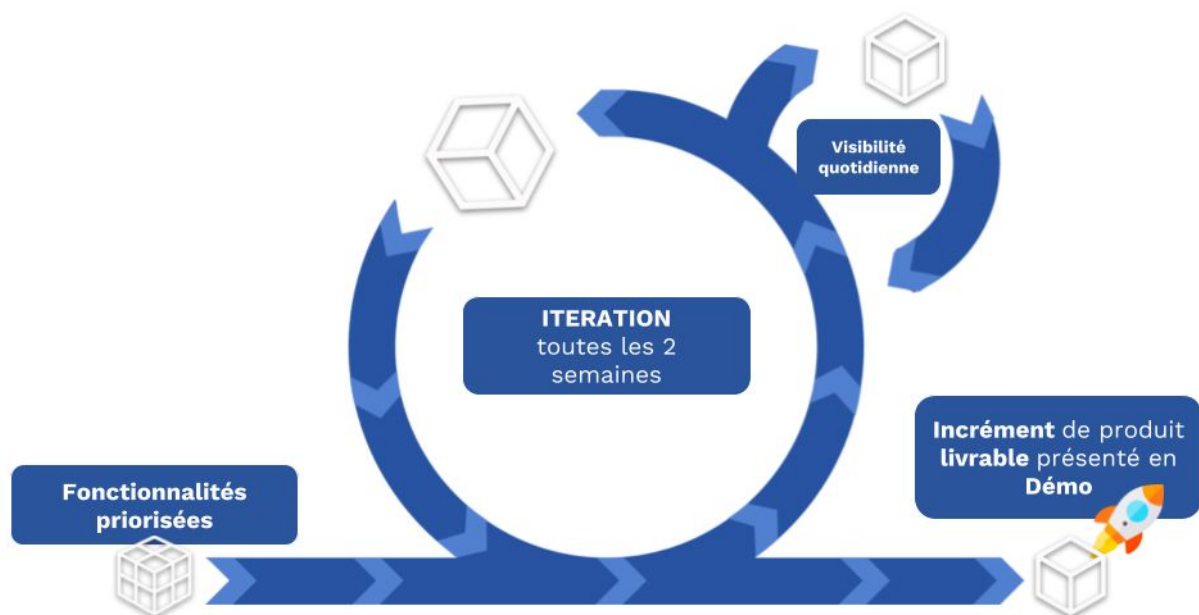 Visibilité
quotidienne
ITERATION
toutes les 2
semaines
Incrément de produit
livrable présenté en
Démo
Fonctionnalités
priorisées